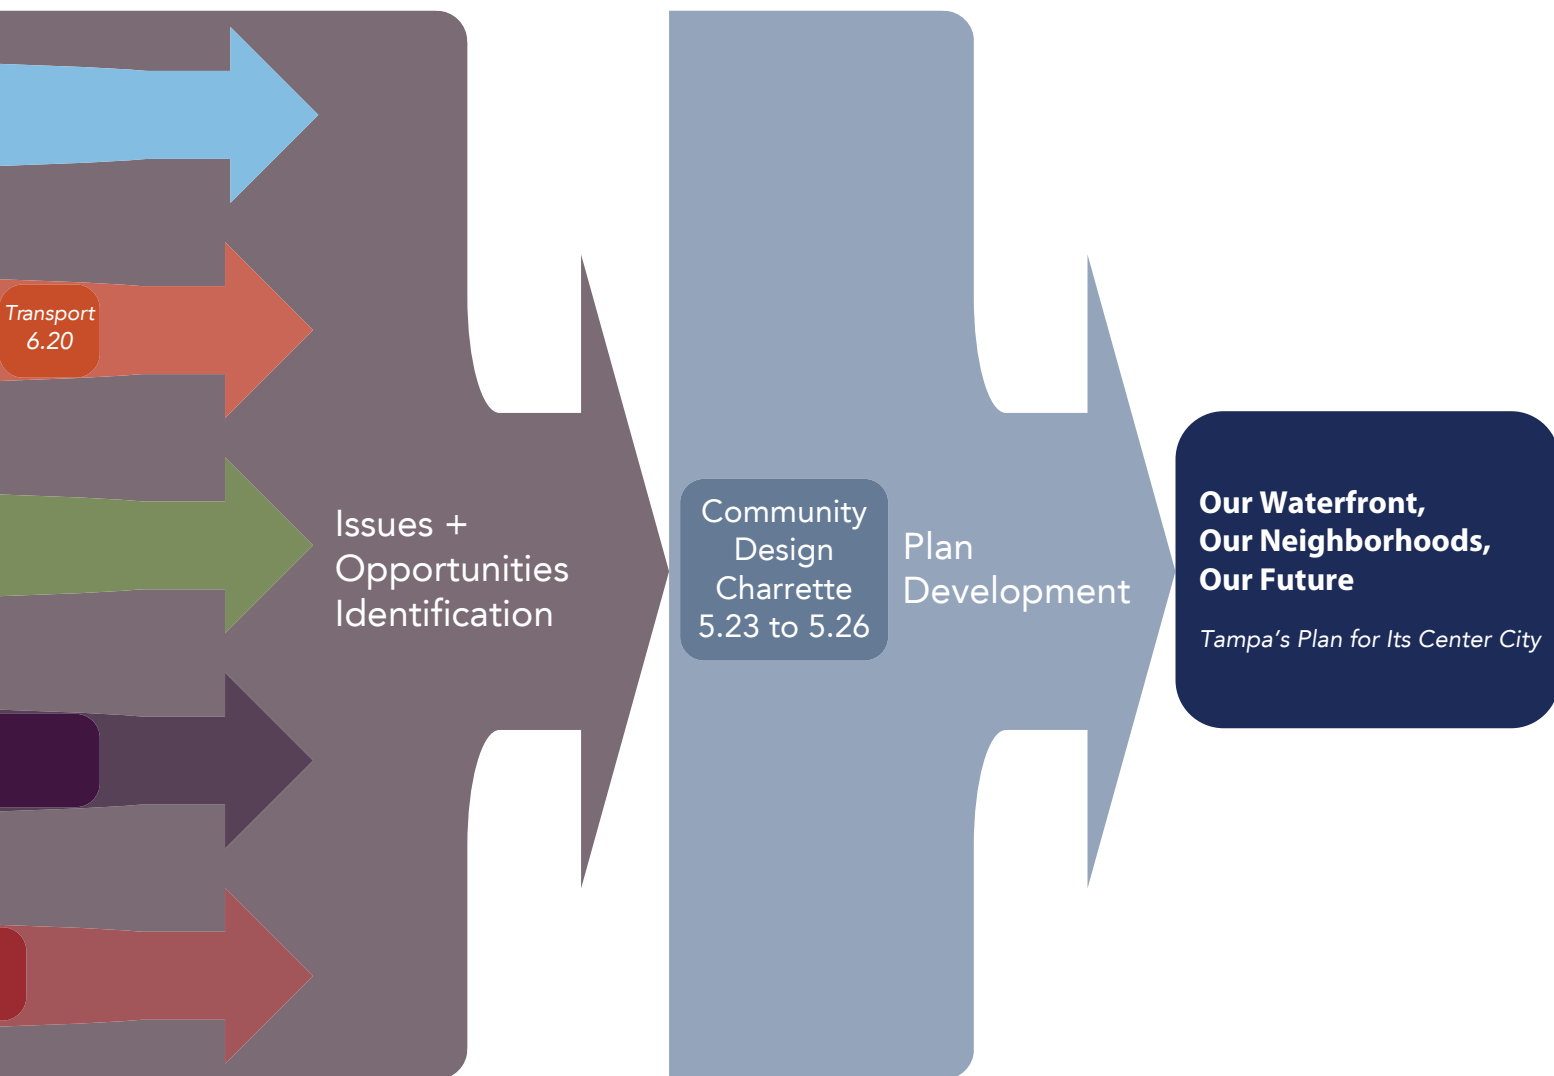 Transport
6.20
Issues +
Opportunities
Identification
Community
Design
Charrette
5.23 to 5.26
Plan
Development
Our Waterfront,
Our Neighborhoods,
Our Future
Tampa’s Plan for Its Center City